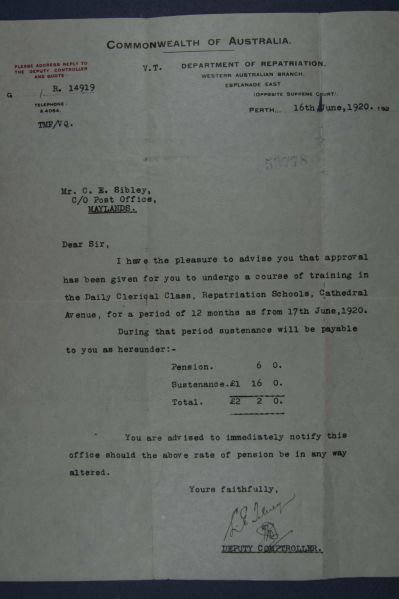 COMMONWEALTH OF AUSTRALIA.
PLEASE ADDRESS REPLY TO
THE DEPUTY CONTROLLER
AND QUOTE:-
V.T. DEPARTMENT OF REPATRIATION.
WESTERN AUSTRALIAN BRANCH,
ESPLANADE EAST
(OPPOSITE SUPREME COURT).
G / R. 14919
TELEPHONE:
A 4064.
TMP/VQ.
PERTH, 16th June, 1920. 192
Mr. C. E. Sibley,
C/O Post Office,
MAYLANDS.
Dear Sir,
I have the pleasure to advise you that approval
has been given for you to undergo a course of training in
the Daily Clerical Class, Repatriation Schools, Cathedral
Avenue, for a period of 12 months as from 17th June,1920.
During that period sustenance will be payable
to you as hereunder:-
Pension. 6 0.
Sustenance.£1 16 0.
Total. £2 2 0.
You are advised to immediately notify this
office should the above rate of pension be in any way
altered.
Yours faithfully,
DEPUTY COMPTROLLER.